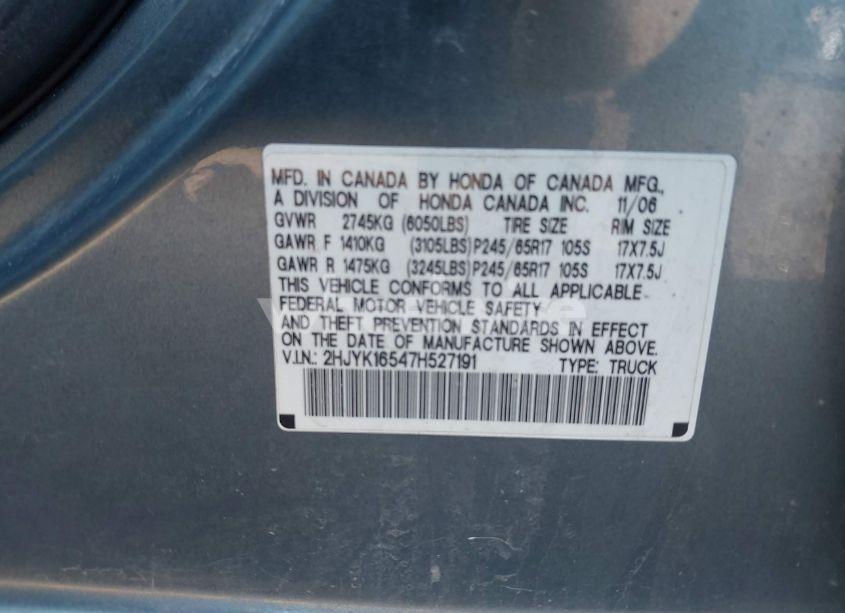 MFD. IN CANADA BY HONDA OF CANADA MFG.,
A DIVISION OF HONDA CANADA INC. 11/06
GVWR 2745KG (6050LBS) TIRE SIZE RIM SIZE
GAWR F 1410KG (3105LBS) P245/65R17 105S 17X7.5J
GAWR R 1475KG (3245LBS) P245/65R17 105S 17X7.5J
THIS VEHICLE CONFORMS TO ALL APPLICABLE
FEDERAL MOTOR VEHICLE SAFETY
AND THEFT PREVENTION STANDARDS IN EFFECT
ON THE DATE OF MANUFACTURE SHOWN ABOVE.
V.I.N.: 2HJYK16547H527191 TYPE: TRUCK